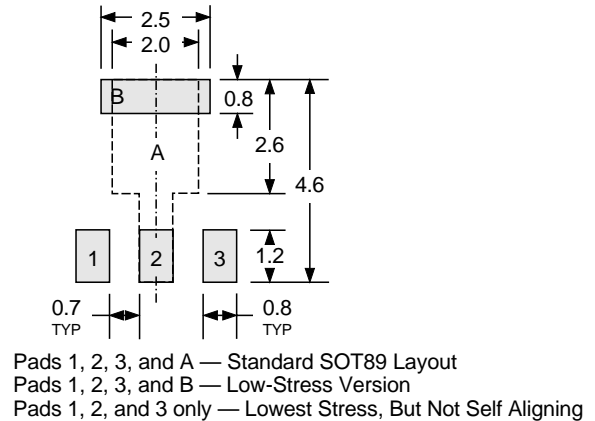 2.5
2.0
B
0.8
A
2.6
4.6
1 2 3 1.2
0.7 0.8
TYP TYP
Pads 1, 2, 3, and A — Standard SOT89 Layout
Pads 1, 2, 3, and B — Low-Stress Version
Pads 1, 2, and 3 only — Lowest Stress, But Not Self Aligning